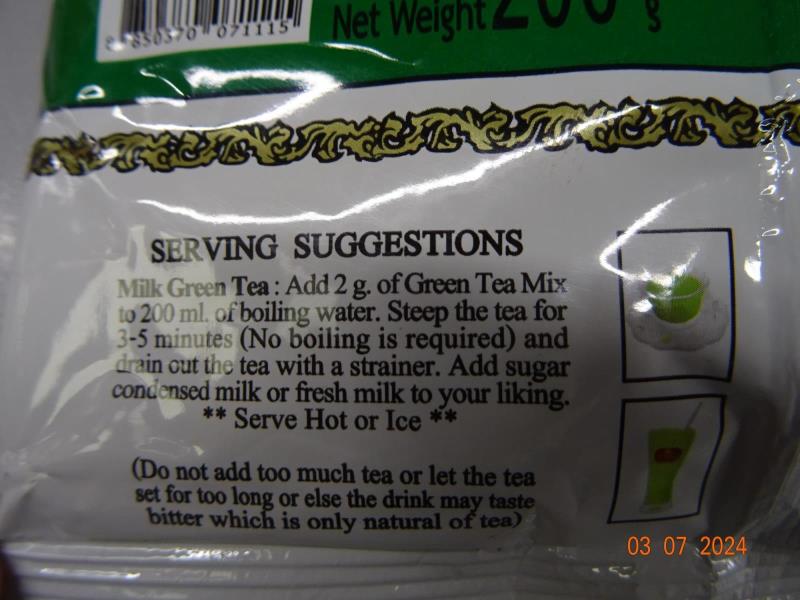 8 850370 071115
Net Weight 200 g
SERVING SUGGESTIONS
Milk Green Tea : Add 2 g. of Green Tea Mix
to 200 ml. of boiling water. Steep the tea for
3-5 minutes (No boiling is required) and
drain out the tea with a strainer. Add sugar
condensed milk or fresh milk to your liking.
** Serve Hot or Ice **
(Do not add too much tea or let the tea
set for too long or else the drink may taste
bitter which is only natural of tea)
03 07 2024